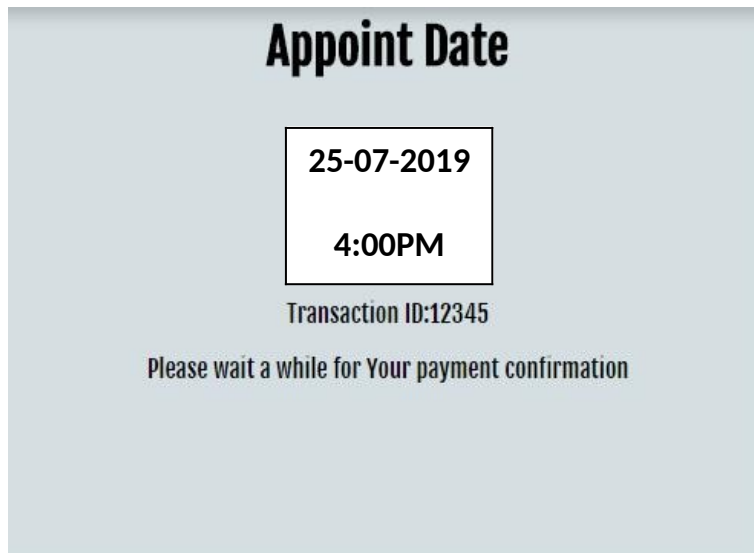 Appoint Date
25-07-2019
4:00PM
Transaction ID:12345
Please wait a while for Your payment confirmation